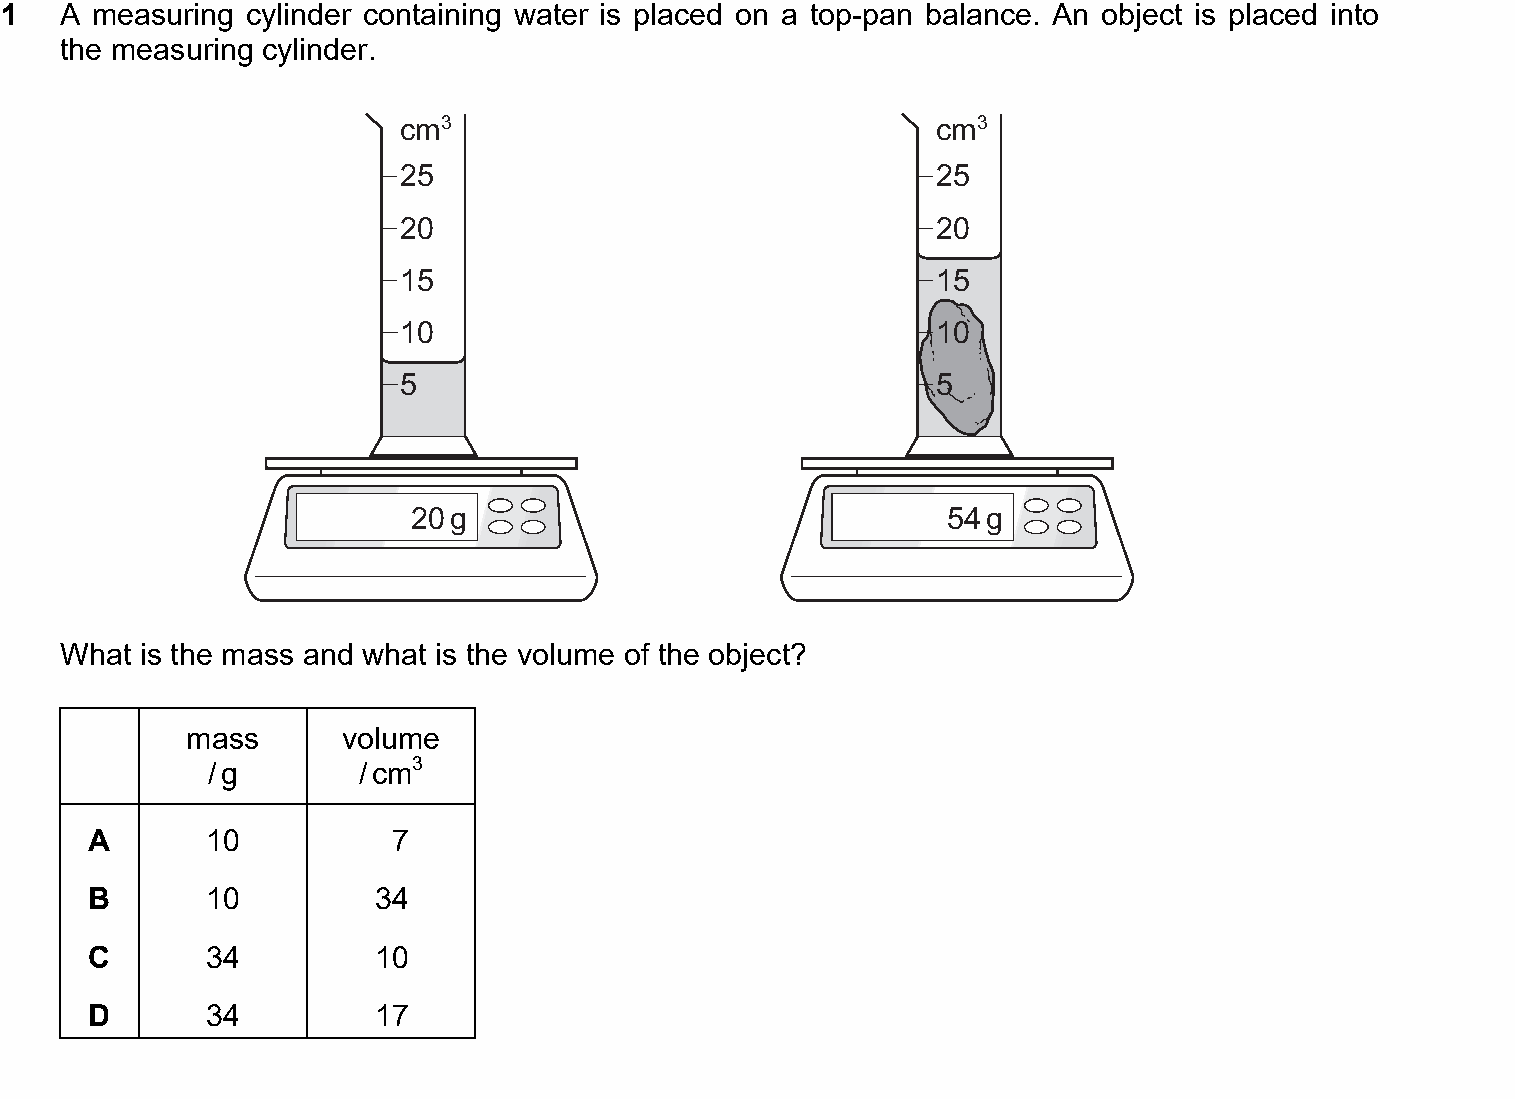 1 A measuring cylinder containing water is placed on a top-pan balance. An object is placed into
the measuring cylinder.
cm³
25
20
15
10
5
20 g
cm³
25
20
15
10
5
54 g
What is the mass and what is the volume of the object?
mass
/ g
volume
/ cm³
A 10 7
B 10 34
C 34 10
D 34 17